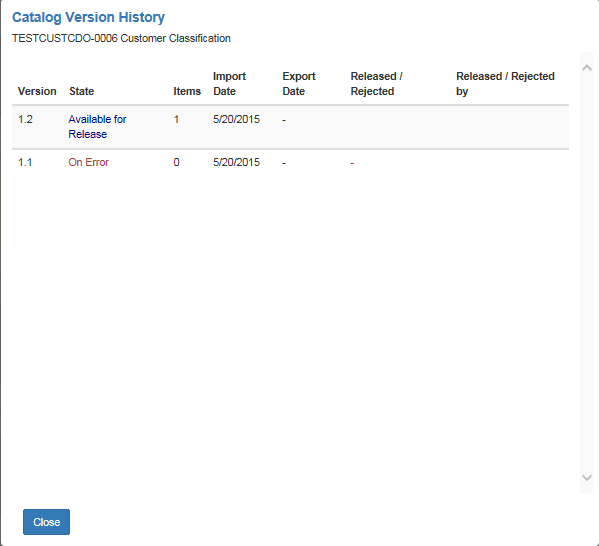 Catalog Version History
TESTCUSTCDO-0006 Customer Classification
Version State Items Import Date Export Date Released / Rejected Released / Rejected by
1.2 Available for Release 1 5/20/2015 -
1.1 On Error 0 5/20/2015 - -
Close